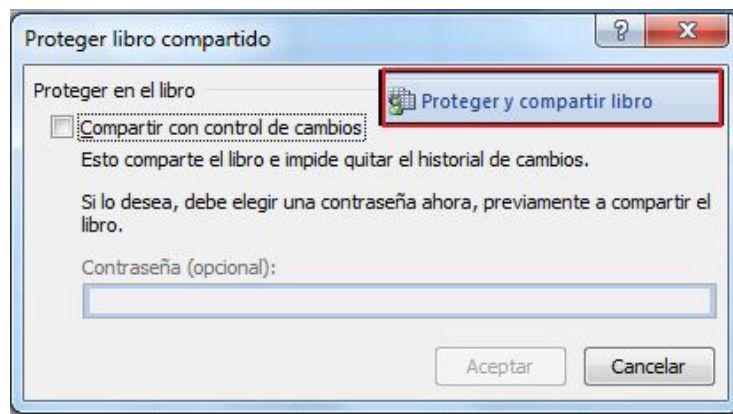 Proteger libro compartido
Proteger en el libro
Proteger y compartir libro
Compartir con control de cambios
Esto comparte el libro e impide quitar el historial de cambios.
Si lo desea, debe elegir una contraseña ahora, previamente a compartir el
libro.
Contraseña (opcional):
Aceptar
Cancelar